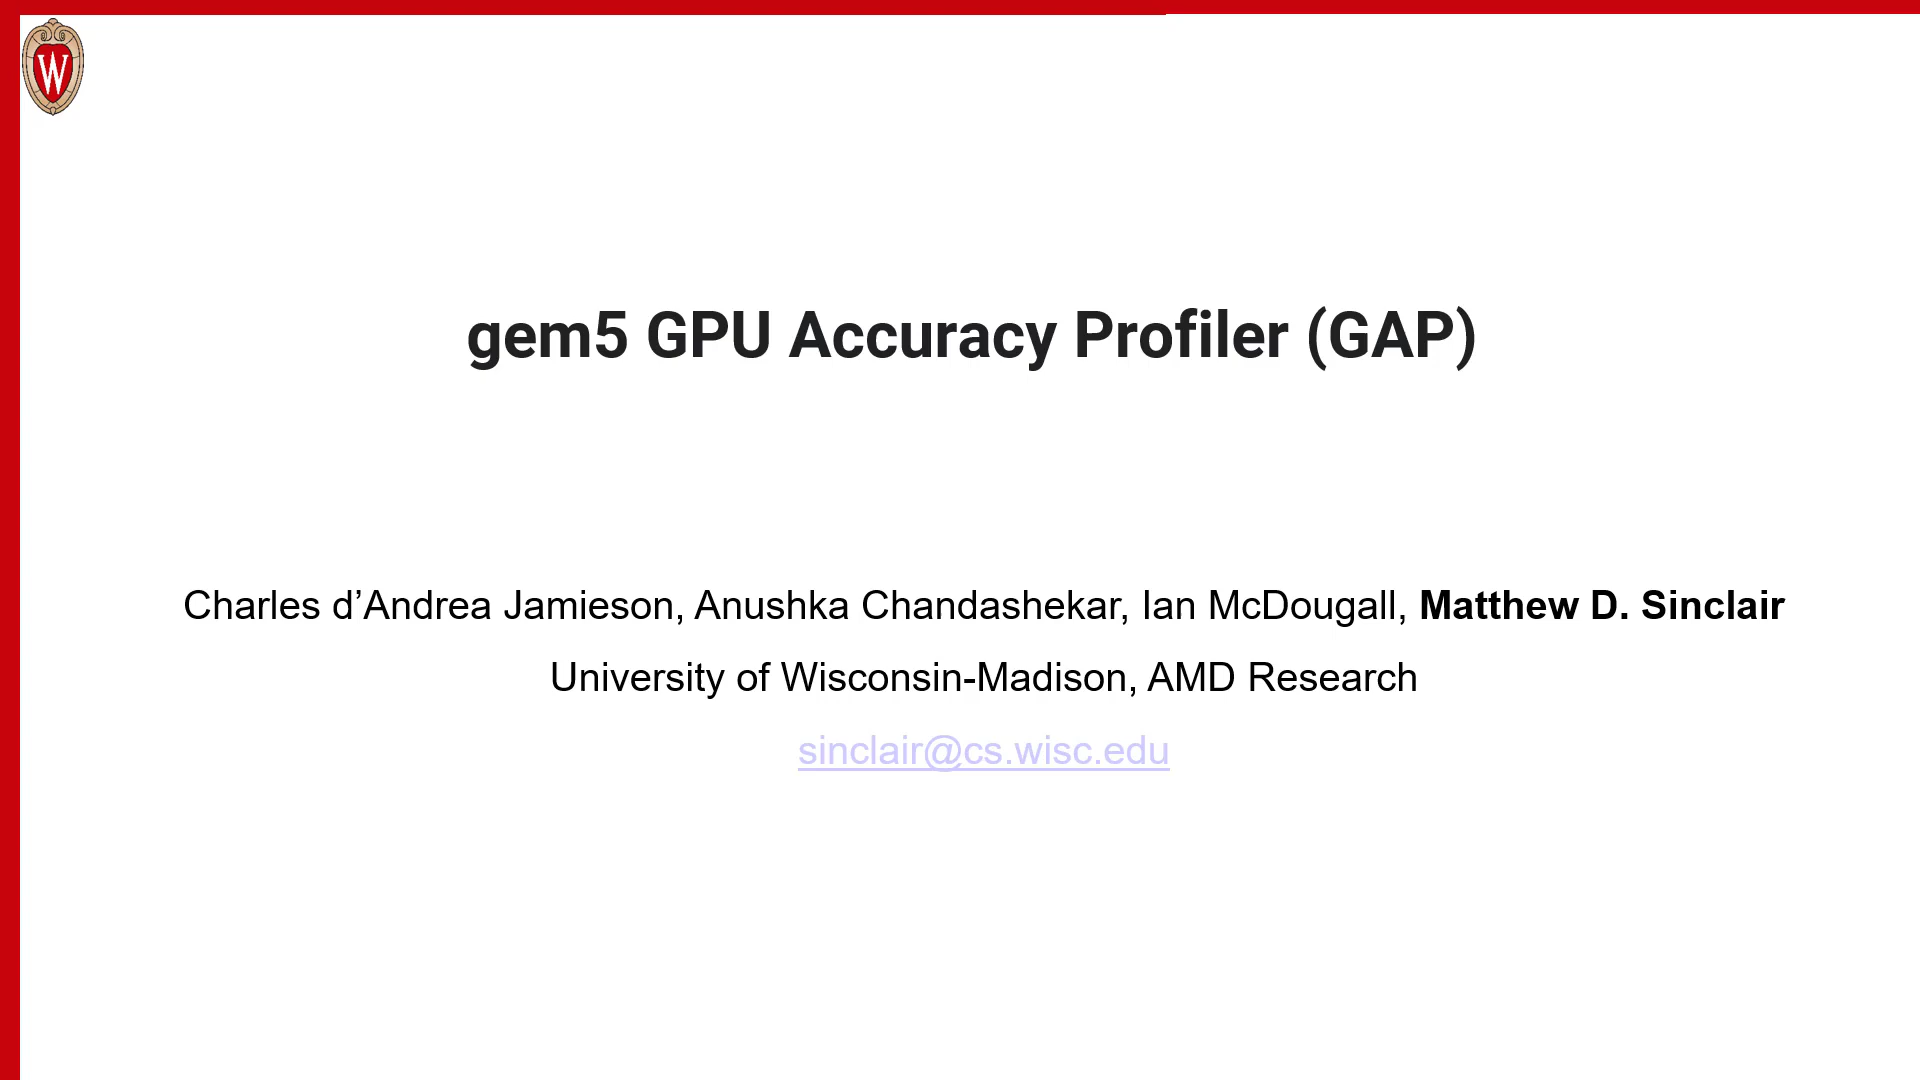 W
gem5 GPU Accuracy Profiler (GAP)
Charles d’Andrea Jamieson, Anushka Chandashekar, Ian McDougall, Matthew D. Sinclair
University of Wisconsin-Madison, AMD Research
sinclair@cs.wisc.edu